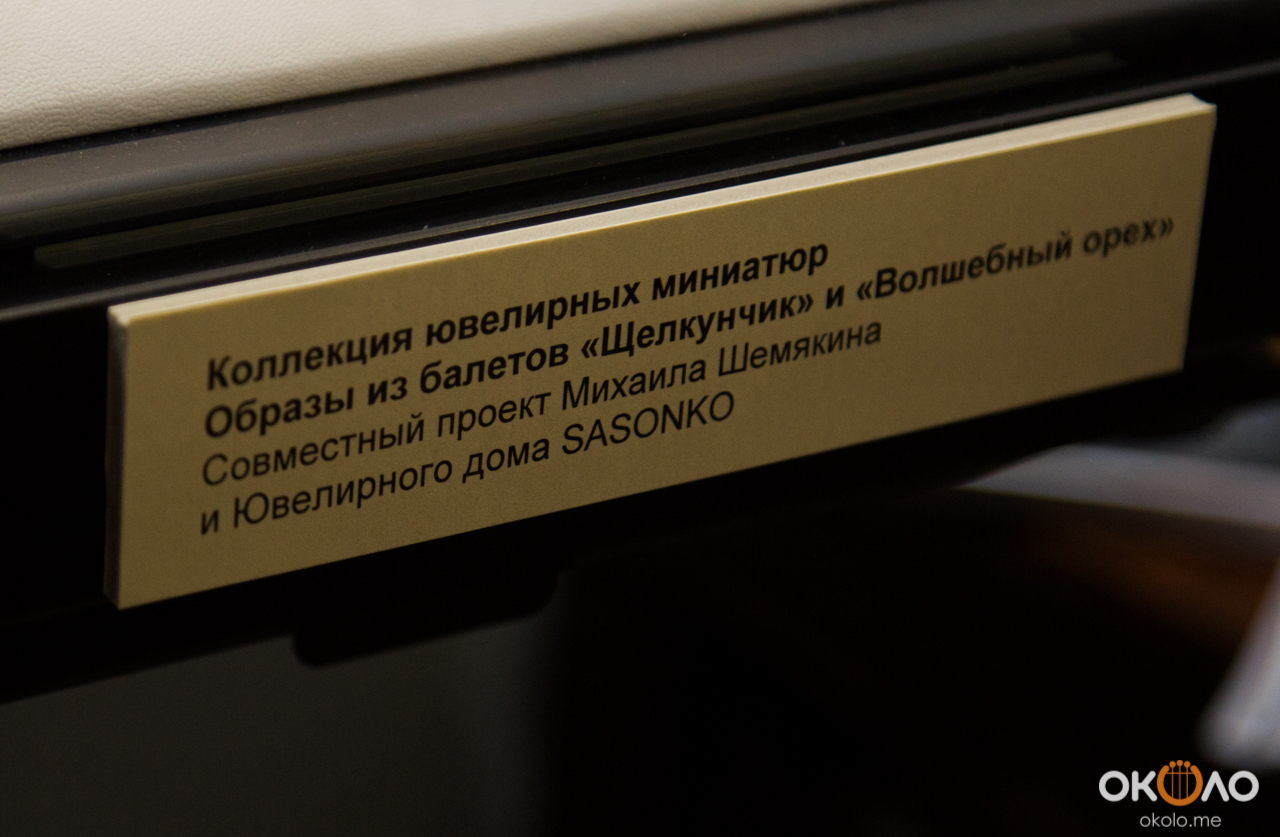 Коллекция ювелирных миниатюр
Образы из балетов «Щелкунчик» и «Волшебный орех»
Совместный проект Михаила Шемякина
и Ювелирного дома SASONKO
ОКОЛО
okolo.me